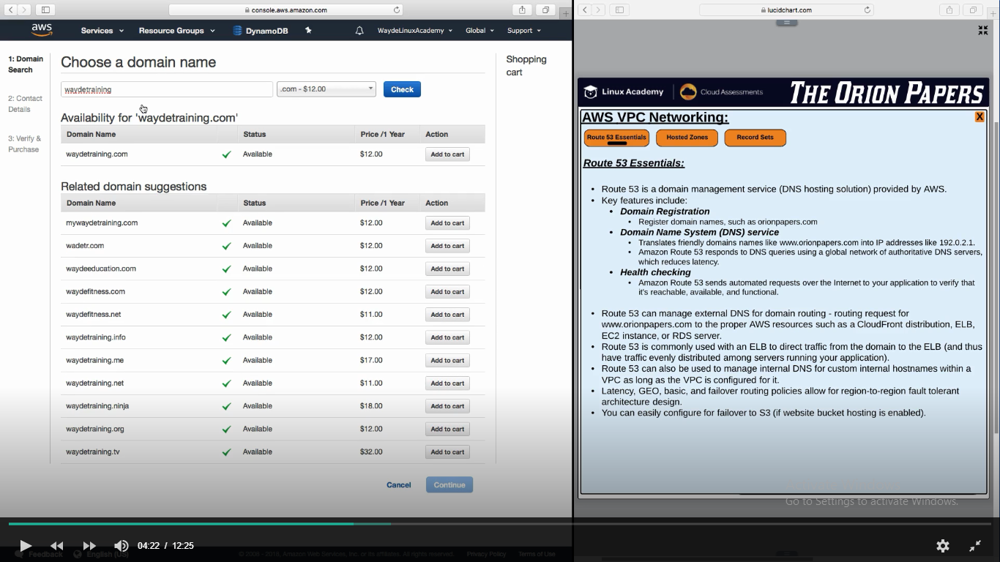 console.aws.amazon.com
aws Services Resource Groups DynamoDB WaydeLinuxAcademy Global Support
1: Domain Search
2: Contact Details
3: Verify & Purchase
Choose a domain name
waydetraining .com - $12.00 Check
Availability for 'waydetraining.com'
Domain Name Status Price /1 Year Action
waydetraining.com Available $12.00 Add to cart
Related domain suggestions
Domain Name Status Price /1 Year Action
mywaydetraining.com Available $12.00 Add to cart
wadetr.com Available $12.00 Add to cart
waydeeducation.com Available $12.00 Add to cart
waydefitness.com Available $12.00 Add to cart
waydefitness.net Available $11.00 Add to cart
waydetraining.info Available $12.00 Add to cart
waydetraining.me Available $17.00 Add to cart
waydetraining.net Available $11.00 Add to cart
waydetraining.ninja Available $18.00 Add to cart
waydetraining.org Available $12.00 Add to cart
waydetraining.tv Available $32.00 Add to cart
Cancel Continue
Shopping cart
lucidchart.com
Linux Academy Cloud Assessments THE ORION PAPERS
AWS VPC Networking: X
Route 53 Essentials Hosted Zones Record Sets
Route 53 Essentials:
• Route 53 is a domain management service (DNS hosting solution) provided by AWS.
• Key features include:
• Domain Registration
• Register domain names, such as orionpapers.com
• Domain Name System (DNS) service
• Translates friendly domains names like www.orionpapers.com into IP addresses like 192.0.2.1.
• Amazon Route 53 responds to DNS queries using a global network of authoritative DNS servers,
which reduces latency.
• Health checking
• Amazon Route 53 sends automated requests over the Internet to your application to verify that
it's reachable, available, and functional.
• Route 53 can manage external DNS for domain routing - routing request for
www.orionpapers.com to the proper AWS resources such as a CloudFront distribution, ELB,
EC2 instance, or RDS server.
• Route 53 is commonly used with an ELB to direct traffic from the domain to the ELB (and thus
have traffic evenly distributed among servers running your application).
• Route 53 can also be used to manage internal DNS for custom internal hostnames within a
VPC as long as the VPC is configured for it.
• Latency, GEO, basic, and failover routing policies allow for region-to-region fault tolerant
architecture design.
• You can easily configure for failover to S3 (if website bucket hosting is enabled).
Go to Settings to activate Windows.
04:22 / 12:25
Feedback English (US) Amazon Web Services, Inc. or its affiliates. All rights reserved. Privacy Policy Terms of Use